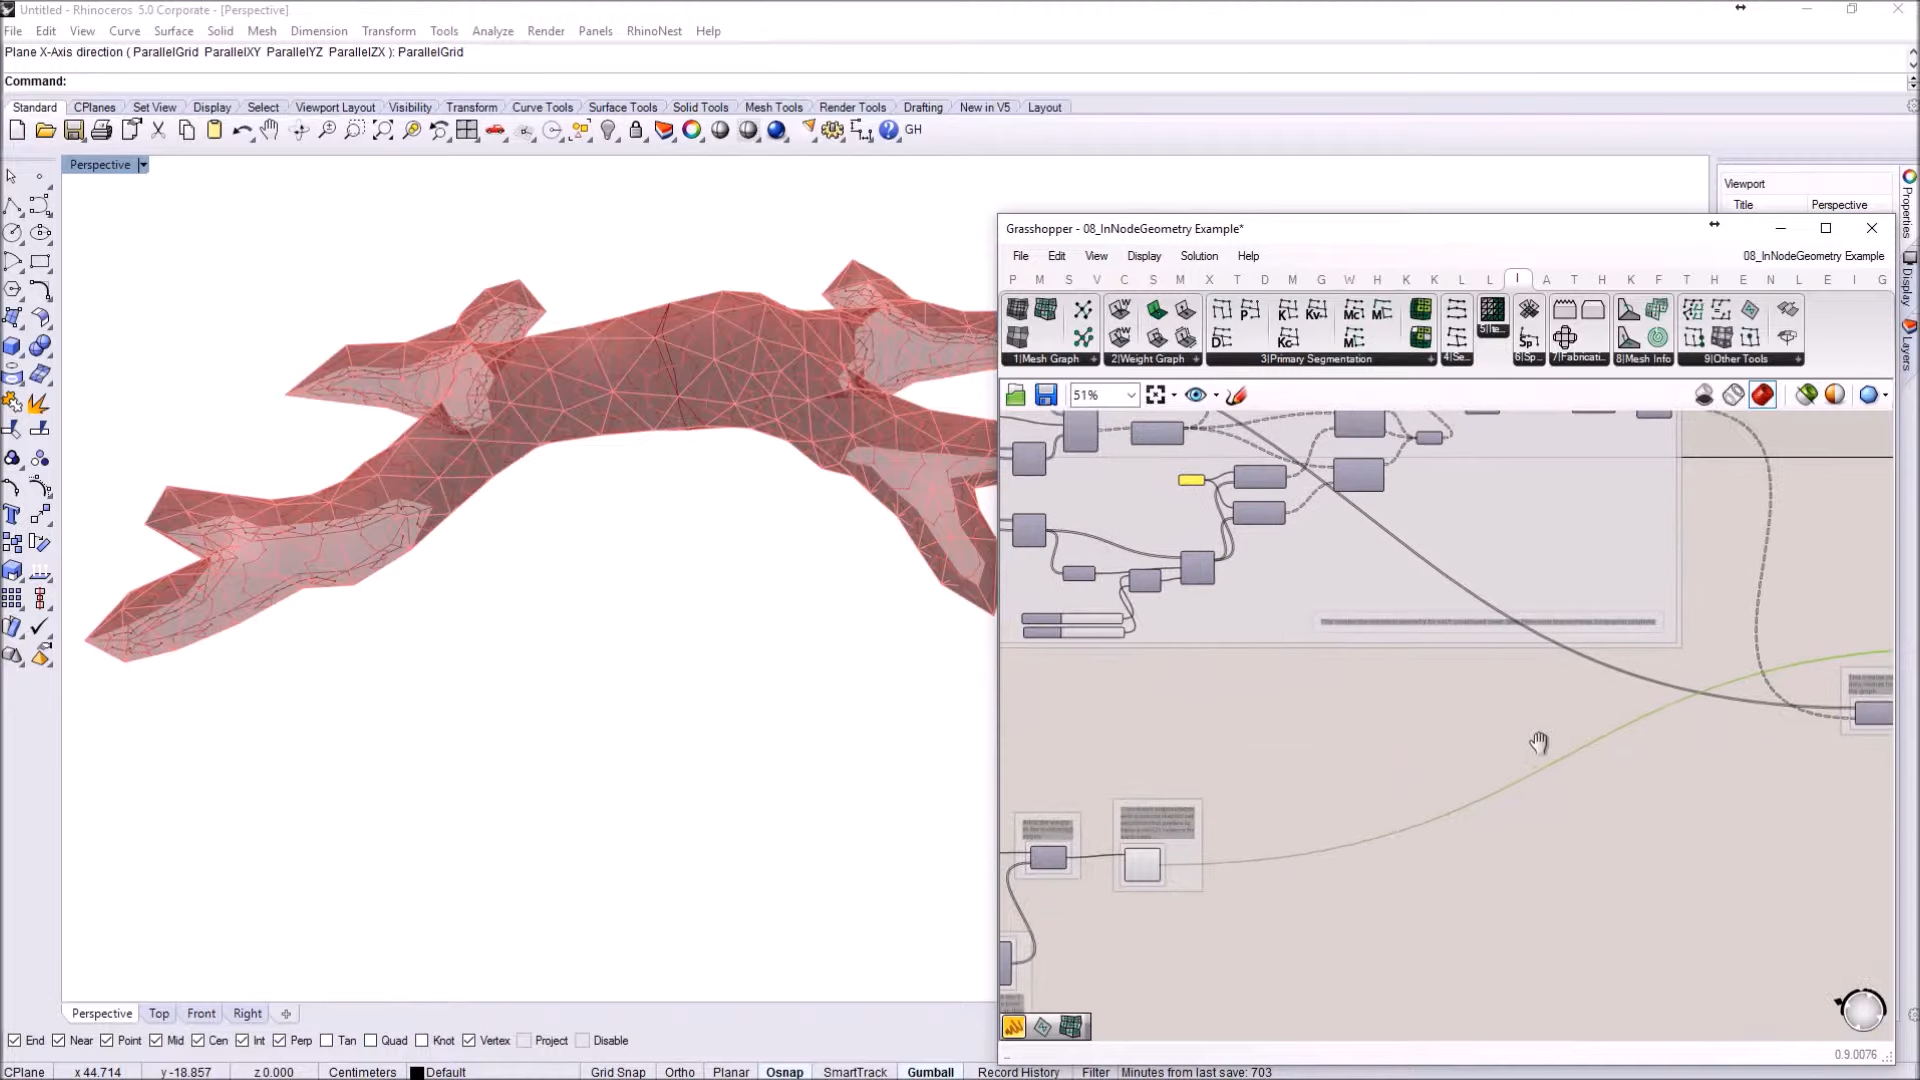 Untitled - Rhinoceros 5.0 Corporate - [Perspective]
File Edit View Curve Surface Solid Mesh Dimension Transform Tools Analyze Render Panels RhinoNest Help
Plane X-Axis direction ( ParallelGrid ParallelXY ParallelYZ ParallelZX ): ParallelGrid
Command:
Standard CPlanes Set View Display Select Viewport Layout Visibility Transform Curve Tools Surface Tools Solid Tools Mesh Tools Render Tools Drafting New in V5 Layout
GH
Perspective
Viewport
Title Perspective
Properties
Display
Layers
Grasshopper - 08_InNodeGeometry Example*
File Edit View Display Solution Help 08_InNodeGeometry Example
P M S V C S M X T D M G W H K K L L I A T H K F T E N L E I G
1|Mesh Graph 2|Weight Graph 3|Primary Segmentation 4|Se... 5|Ite... 6|Sp... 7|Fabricati... 8|Mesh Info 9|Other Tools
51%
0.9.0076
Perspective Top Front Right
End Near Point Mid Cen Int Perp Tan Quad Knot Vertex Project Disable
CPlane x 44.714 y -18.857 z 0.000 Centimeters Default Grid Snap Ortho Planar Osnap SmartTrack Gumball Record History Filter Minutes from last save: 703